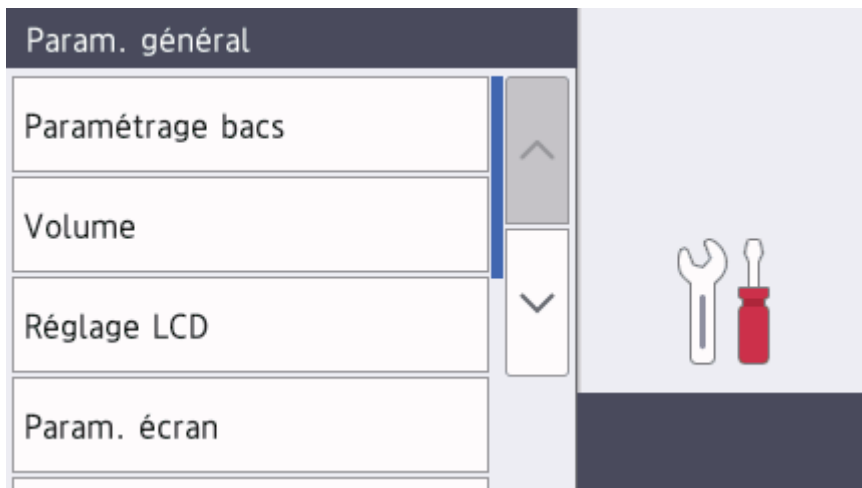 Param. général
Paramétrage bacs
Volume
Réglage LCD
Param. écran